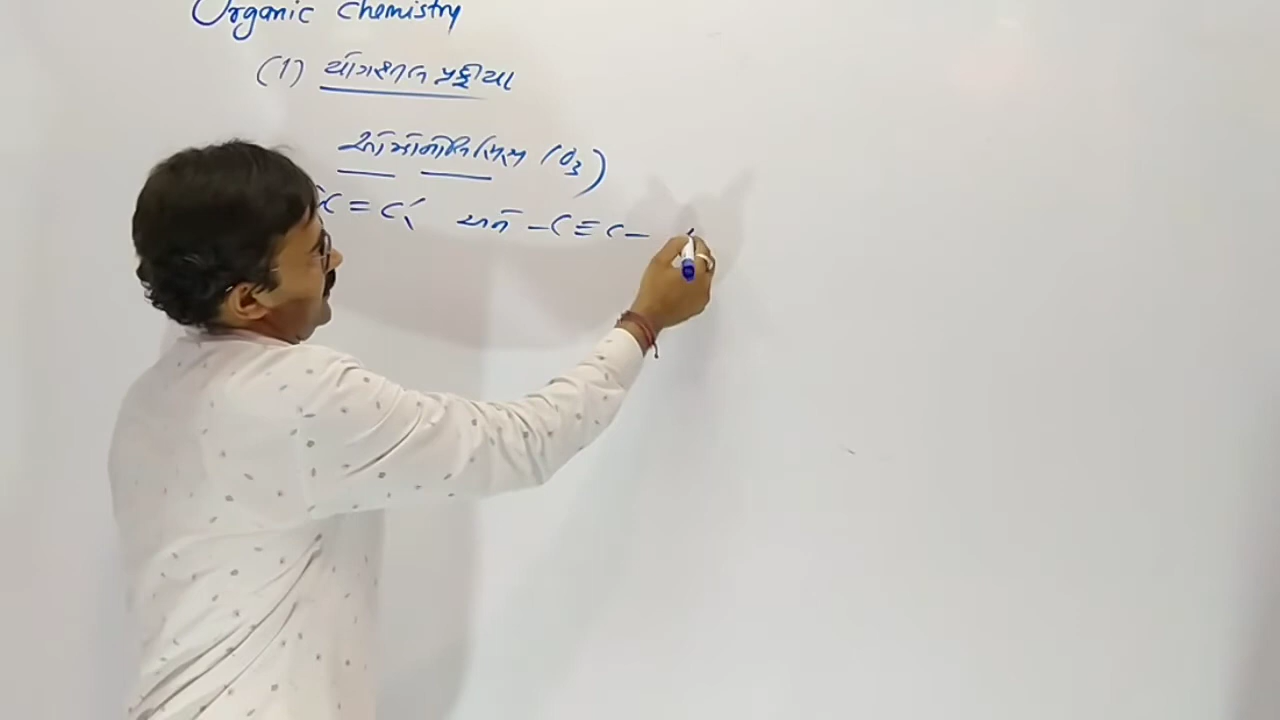 Organic Chemistry
(1) યોગશીલ પ્રક્રીયા
ઓઝોનોલિસિસ (O3)
C=C અને -C≡C-